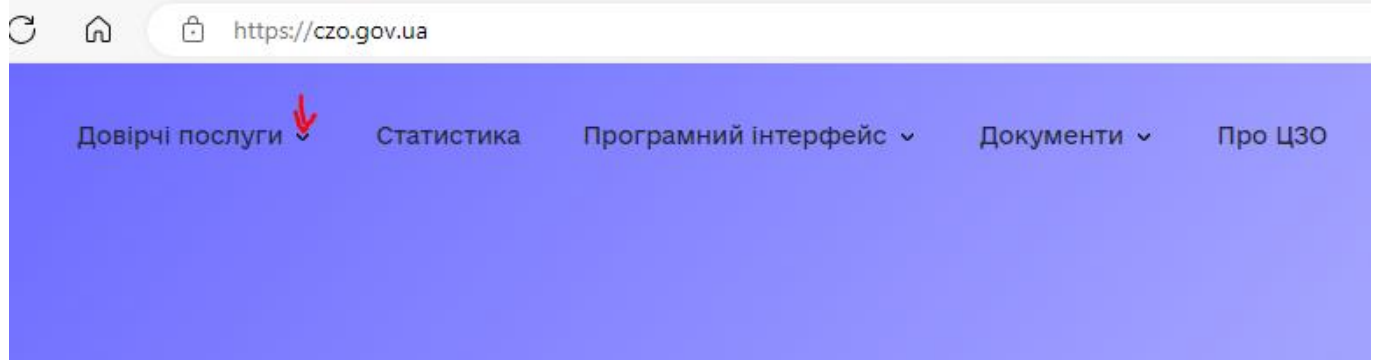 https://czo.gov.ua
Довірчі послуги Статистика Програмний інтерфейс Документи Про ЦЗО